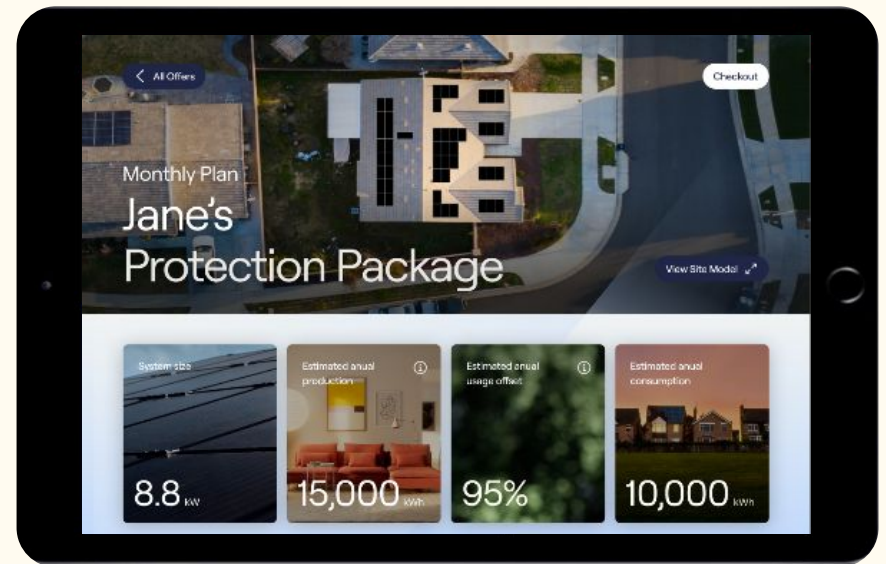 All Offers
Checkout
Monthly Plan
Jane's
Protection Package
View Site Model
System size
Estimated anual
production
Estimated anual
usage offset
Estimated anual
consumption
8.8 kW
15,000 kWh
95%
10,000 kWh